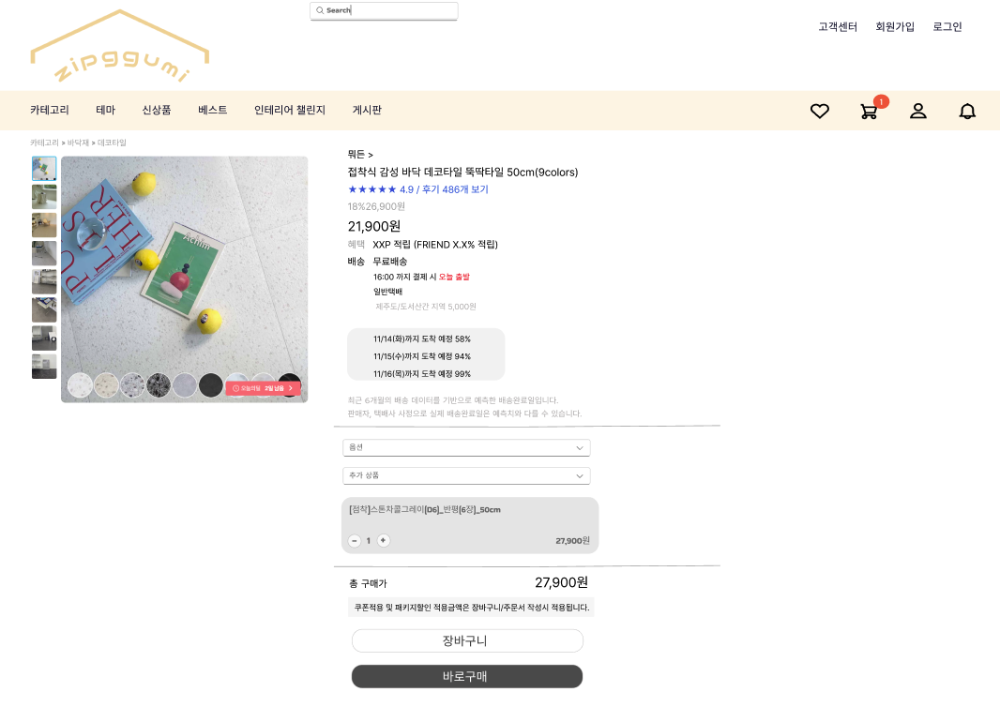 Search
고객센터 회원가입 로그인
zipggumi
카테고리 테마 신상품 베스트 인테리어 챌린지 게시판
1
카테고리 > 바닥재 > 데코타일
뭐든 >
접착식 감성 바닥 데코타일 뚝딱타일 50cm(9colors)
★★★★★ 4.9 / 후기 486개 보기
18%26,900원
21,900원
혜택 XXP 적립 (FRIEND X.X% 적립)
배송 무료배송
16:00 까지 결제 시 오늘 출발
일반택배
제주도/도서산간 지역 5,000원
11/14(화)까지 도착 예정 58%
11/15(수)까지 도착 예정 94%
11/16(목)까지 도착 예정 99%
최근 6개월의 배송 데이터를 기반으로 예측한 배송완료일입니다.
판매자, 택배사 사정으로 실제 배송완료일은 예측치와 다를 수 있습니다.
Achim
오늘의딜 2일남음 >
옵션
추가 상품
[접착]스톤차콜그레이(D6)_반평(6장)_50cm
- 1 +
27,900원
총 구매가 27,900원
쿠폰적용 및 패키지할인 적용금액은 장바구니/주문서 작성시 적용됩니다.
장바구니
바로구매